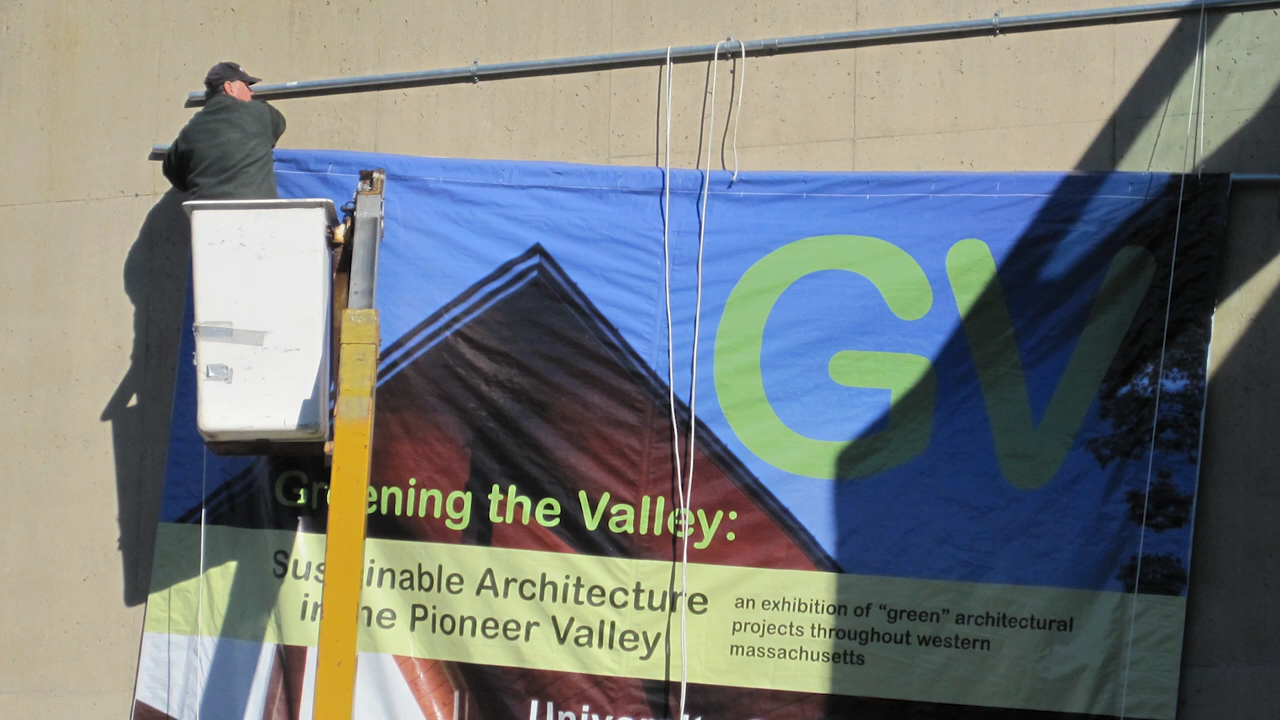 GV
Greening the Valley:
Sustainable Architecture
in the Pioneer Valley
an exhibition of "green" architectural
projects throughout western
massachusetts